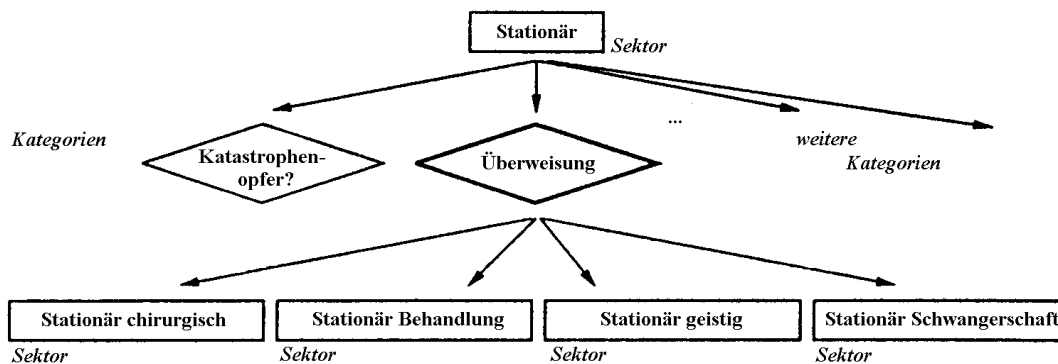 Stationär
Sektor
...
Kategorien
weitere
Kategorien
Katastrophen-
opfer?
Überweisung
Stationär chirurgisch
Stationär Behandlung
Stationär geistig
Stationär Schwangerschaft
Sektor
Sektor
Sektor
Sektor